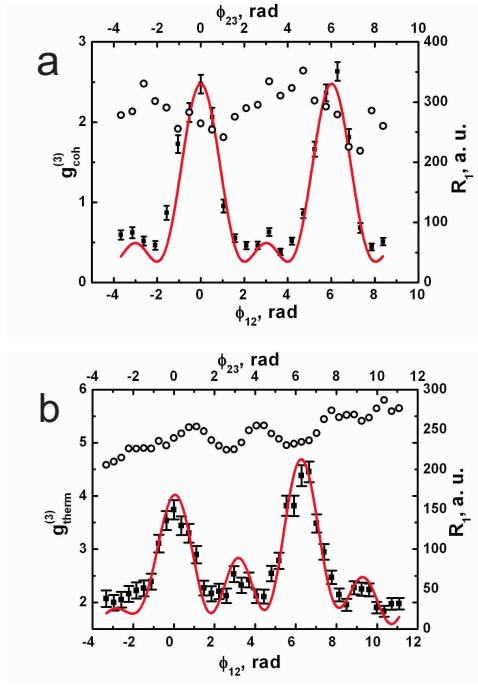 ϕ23, rad
-4 -2 0 2 4 6 8 10
a
3
2
1
0
g(3)coh
400
300
200
100
0
R1, a. u.
-4 -2 0 2 4 6 8 10
ϕ12, rad
ϕ23, rad
-4 -2 0 2 4 6 8 10 12
b
6
5
4
3
2
g(3)therm
300
250
200
150
100
50
0
R1, a. u.
-4 -2 0 2 4 6 8 10 12
ϕ12, rad